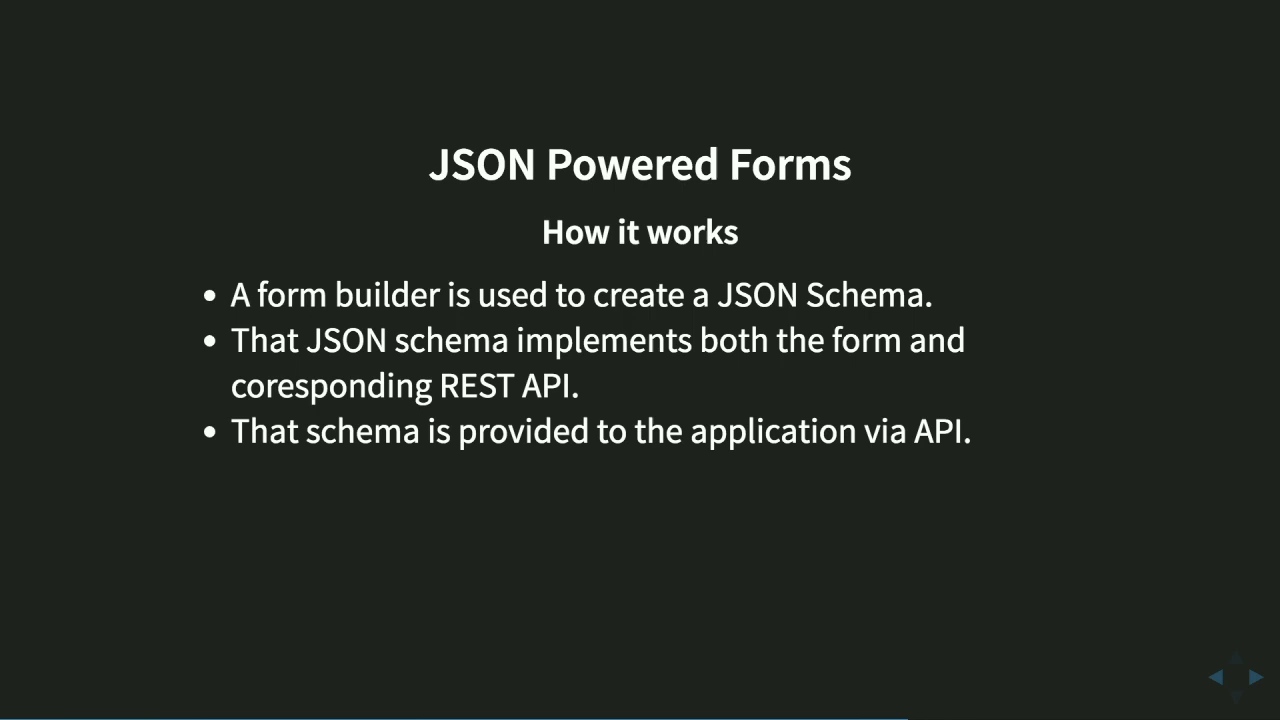 JSON Powered Forms
How it works
• A form builder is used to create a JSON Schema.
• That JSON schema implements both the form and
coresponding REST API.
• That schema is provided to the application via API.